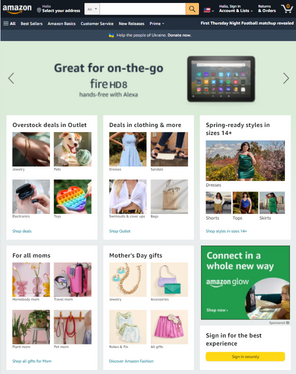 amazon
Hello
Select your address
All
Hello, Sign in
Account & Lists
Returns
& Orders
0
All
Best Sellers
Amazon Basics
Customer Service
New Releases
Prime
First Thursday Night Football matchup revealed
Help the people of Ukraine. Donate now.
Great for on-the-go
fire HD8
hands-free with Alexa
Overstock deals in Outlet
Jewelry
Pets
Electronics
Toys
Shop deals
Deals in clothing & more
Dresses
Sandals
Swimsuits & cover ups
Bags
Shop Outlet
Spring-ready styles in
sizes 14+
Dresses
Shorts
Tops
Skirts
Shop styles in sizes 14+
For all moms
Homebody mom
Travel mom
Plant mom
Pet mom
Shop all gifts for Mom
Mother's Day gifts
Jewelry
Accessories
Robes & PJs
All gifts
Discover Amazon Fashion
Connect in a
whole new way
amazon glow
Shop now
Sponsored
Sign in for the best
experience
Sign in securely